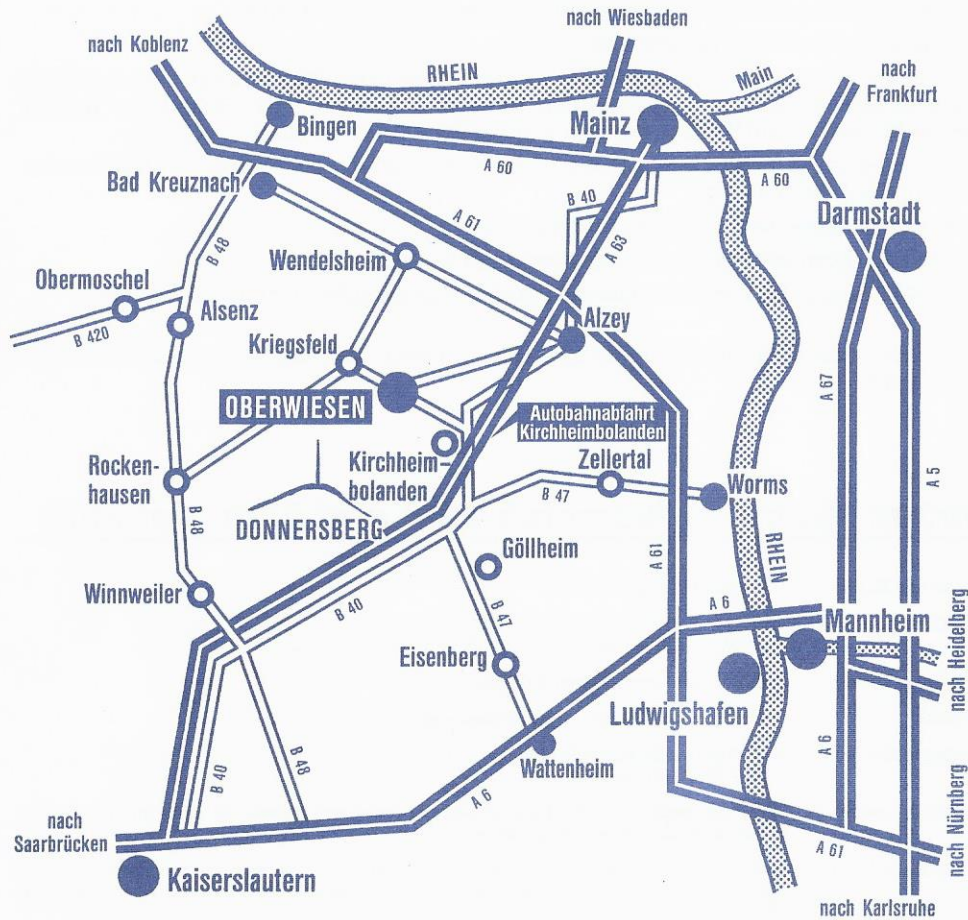 nach Wiesbaden
nach Koblenz
RHEIN
Main
nach
Frankfurt
Bingen
Mainz
A 60
A 60
Bad Kreuznach
B 40
A 61
A 63
Darmstadt
B 48
Wendelsheim
Obermoschel
Alsenz
B 420
Alzey
Kriegsfeld
A 67
OBERWIESEN
Autobahnabfahrt
Kirchheimbolanden
Kirchheim-
bolanden
Zellertal
Rocken-
hausen
B 47
Worms
A 5
B 48
DONNERSBERG
RHEIN
Göllheim
A 61
Winnweiler
B 40
B 47
A 6
Mannheim
Eisenberg
nach Heidelberg
Ludwigshafen
A 6
B 40
B 48
Wattenheim
A 6
nach
Saarbrücken
nach Nürnberg
A 61
Kaiserslautern
nach Karlsruhe